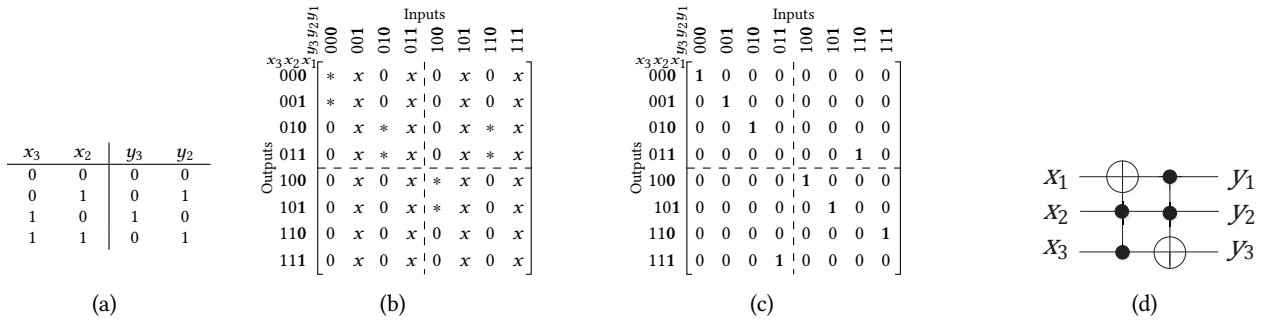 x3 x2 y3 y2
0 0 0 0
0 1 0 1
1 0 1 0
1 1 0 1
(a)
Inputs
y3y2y1
000 001 010 011 100 101 110 111
x3x2x1
Outputs
000 * x 0 x 0 x 0 x
001 * x 0 x 0 x 0 x
010 0 x * x 0 x * x
011 0 x * x 0 x * x
100 0 x 0 x * x 0 x
101 0 x 0 x * x 0 x
110 0 x 0 x 0 x 0 x
111 0 x 0 x 0 x 0 x
(b)
Inputs
y3y2y1
000 001 010 011 100 101 110 111
x3x2x1
Outputs
000 1 0 0 0 0 0 0 0
001 0 1 0 0 0 0 0 0
010 0 0 1 0 0 0 0 0
011 0 0 0 0 0 0 1 0
100 0 0 0 0 1 0 0 0
101 0 0 0 0 0 1 0 0
110 0 0 0 0 0 0 0 1
111 0 0 0 1 0 0 0 0
(c)
x1 y1
x2 y2
x3 y3
(d)